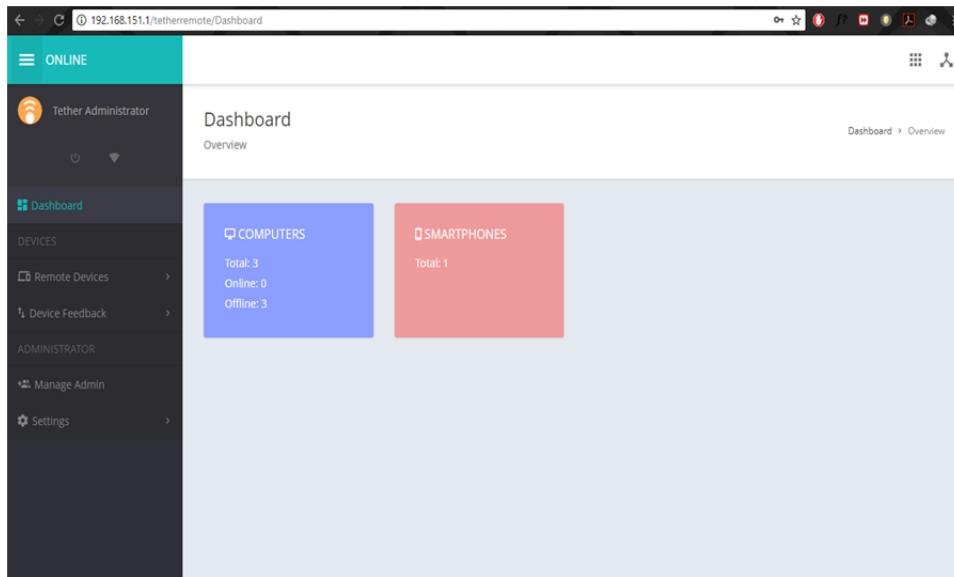 192.168.151.1/tetherremote/Dashboard
ONLINE
Tether Administrator
Dashboard
DEVICES
Remote Devices
Device Feedback
ADMINISTRATOR
Manage Admin
Settings
Dashboard
Overview
Dashboard > Overview
COMPUTERS
Total: 3
Online: 0
Offline: 3
SMARTPHONES
Total: 1